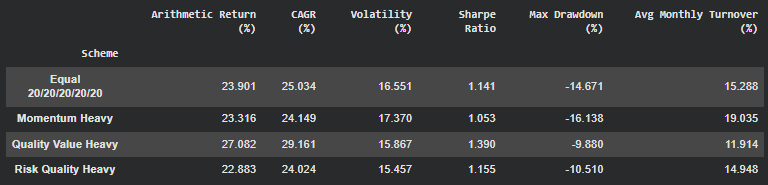 Arithmetic Return CAGR Volatility Sharpe Max Drawdown Avg Monthly Turnover
(%) (%) (%) Ratio (%) (%)
Scheme
Equal
20/20/20/20/20 23.901 25.034 16.551 1.141 -14.671 15.288
Momentum Heavy 23.316 24.149 17.370 1.053 -16.138 19.035
Quality Value Heavy 27.082 29.161 15.867 1.390 -9.880 11.914
Risk Quality Heavy 22.883 24.024 15.457 1.155 -10.510 14.948